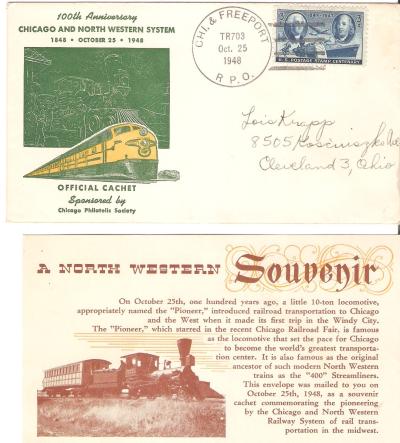 100th Anniversary
CHICAGO AND NORTH WESTERN SYSTEM
1848 • OCTOBER 25 • 1948
OFFICIAL CACHET
Sponsored by
Chicago Philatelic Society
CHI. & FREEPORT
TR703
Oct. 25
1948
R.P.O.
U.S. POSTAGE STAMP CENTENARY
Lois Krapp
8505 Kosciuszko
Cleveland 3, Ohio
A NORTH WESTERN Souvenir
On October 25th, one hundred years ago, a little 10-ton locomotive,
appropriately named the "Pioneer," introduced railroad transportation to Chicago
and the West when it made its first trip in the Windy City.
The "Pioneer," which starred in the recent Chicago Railroad Fair, is famous
as the locomotive that set the pace for Chicago
to become the world's greatest transporta-
tion center. It is also famous as the original
ancestor of such modern North Western
trains as the "400" Streamliners.
This envelope was mailed to you on
October 25th, 1948, as a souvenir
cachet commemorating the pioneering
by the Chicago and North Western
Railway System of rail trans-
portation in the midwest.